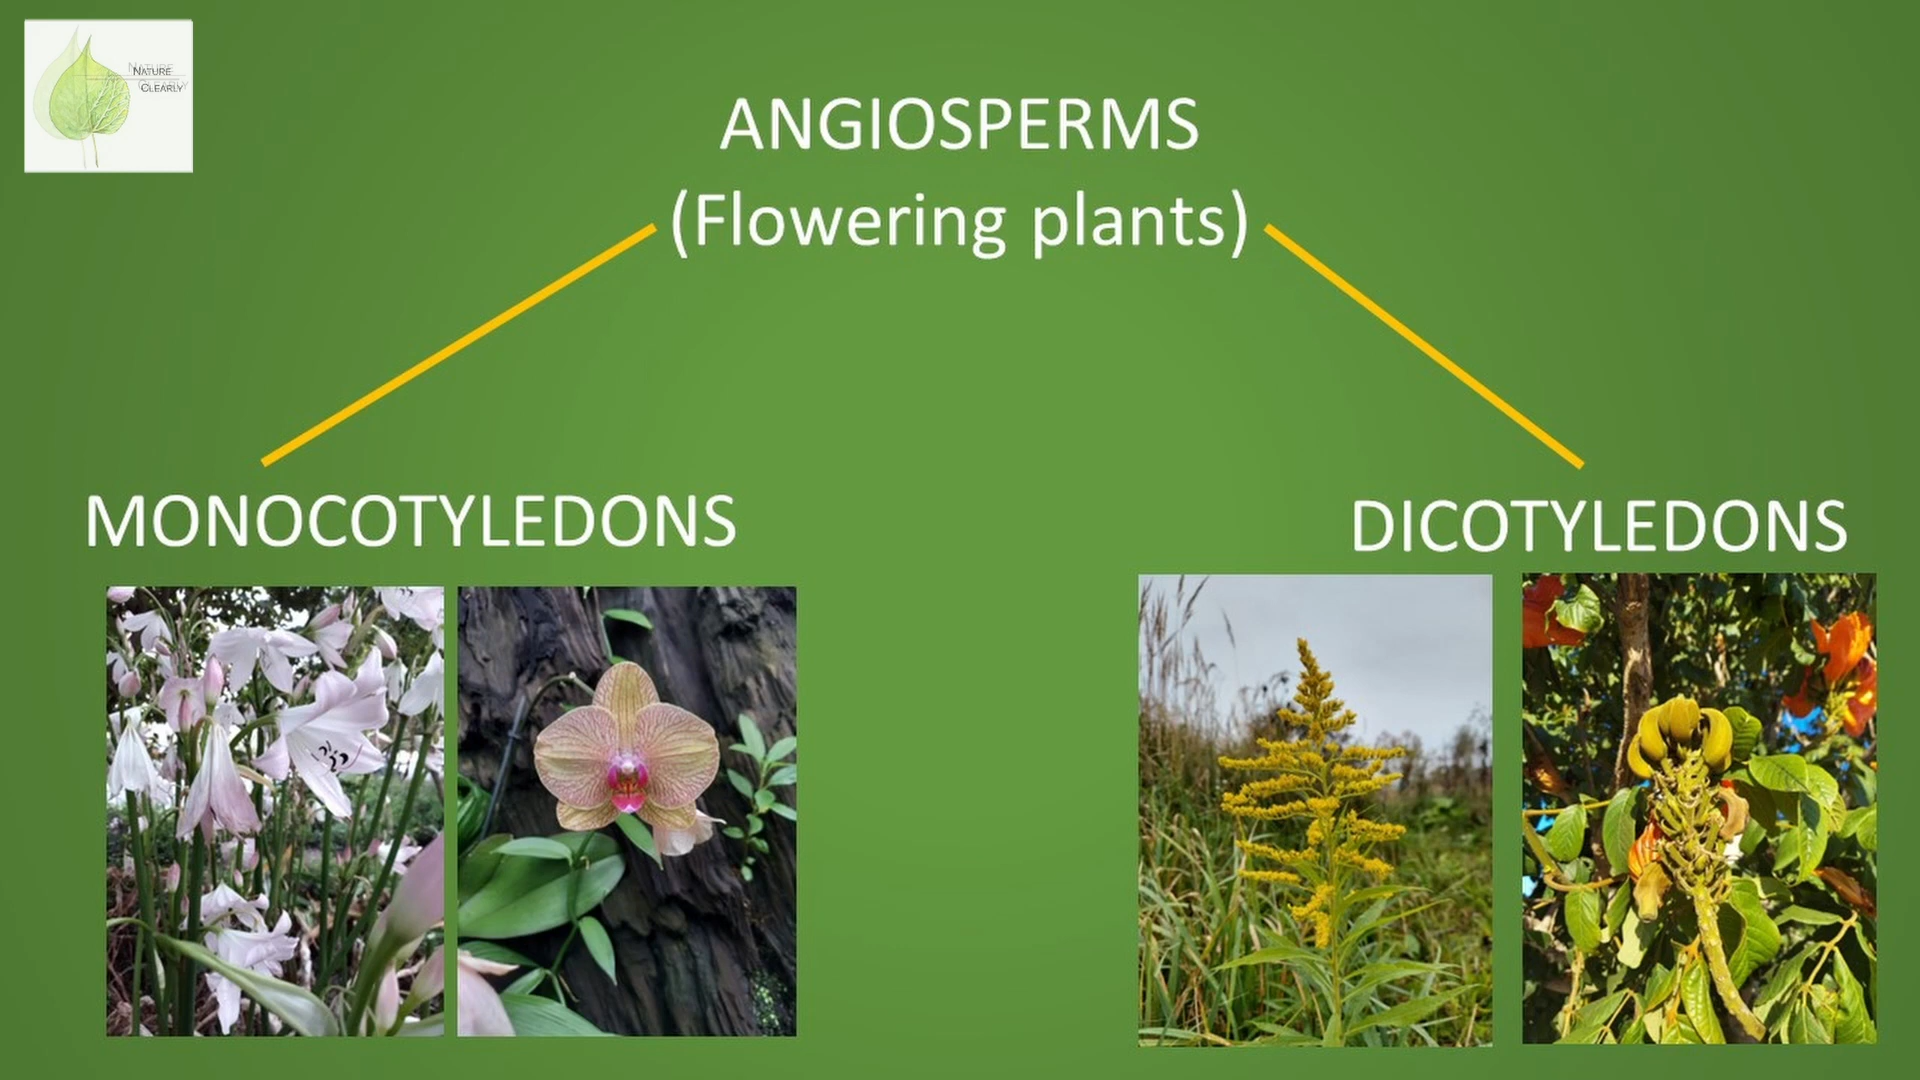 NATURE
CLEARLY
ANGIOSPERMS
(Flowering plants)
MONOCOTYLEDONS
DICOTYLEDONS